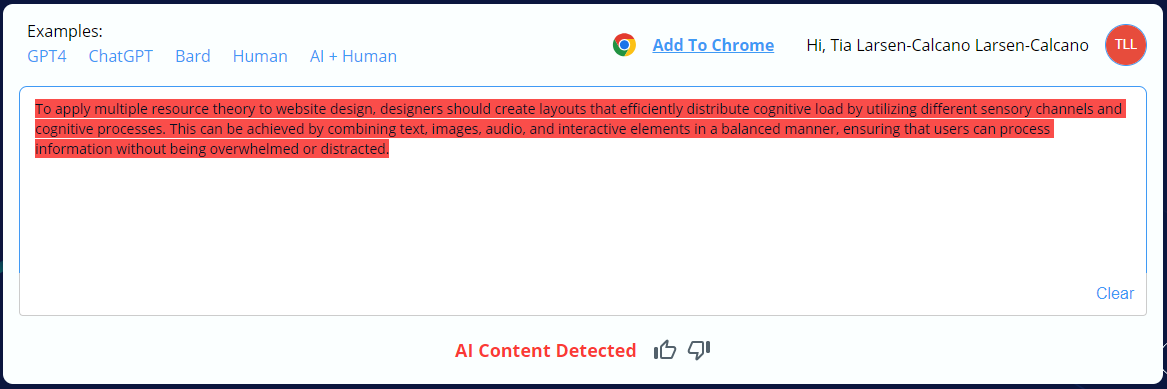 Examples:
GPT4 ChatGPT Bard Human AI + Human
Add To Chrome Hi, Tia Larsen-Calcano Larsen-Calcano TLL
To apply multiple resource theory to website design, designers should create layouts that efficiently distribute cognitive load by utilizing different sensory channels and
cognitive processes. This can be achieved by combining text, images, audio, and interactive elements in a balanced manner, ensuring that users can process
information without being overwhelmed or distracted.
Clear
AI Content Detected